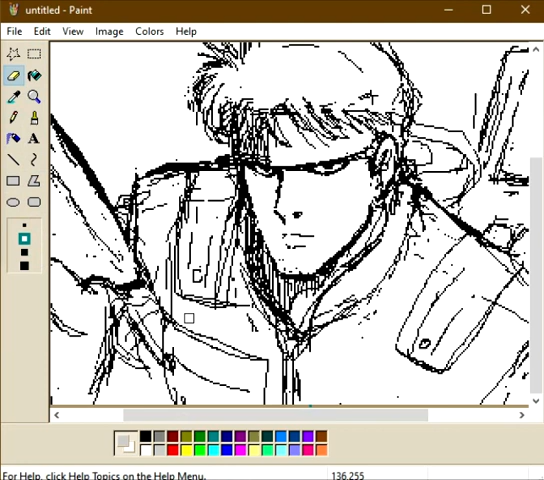 untitled - Paint
File Edit View Image Colors Help
A
For Help, click Help Topics on the Help Menu.
136,255